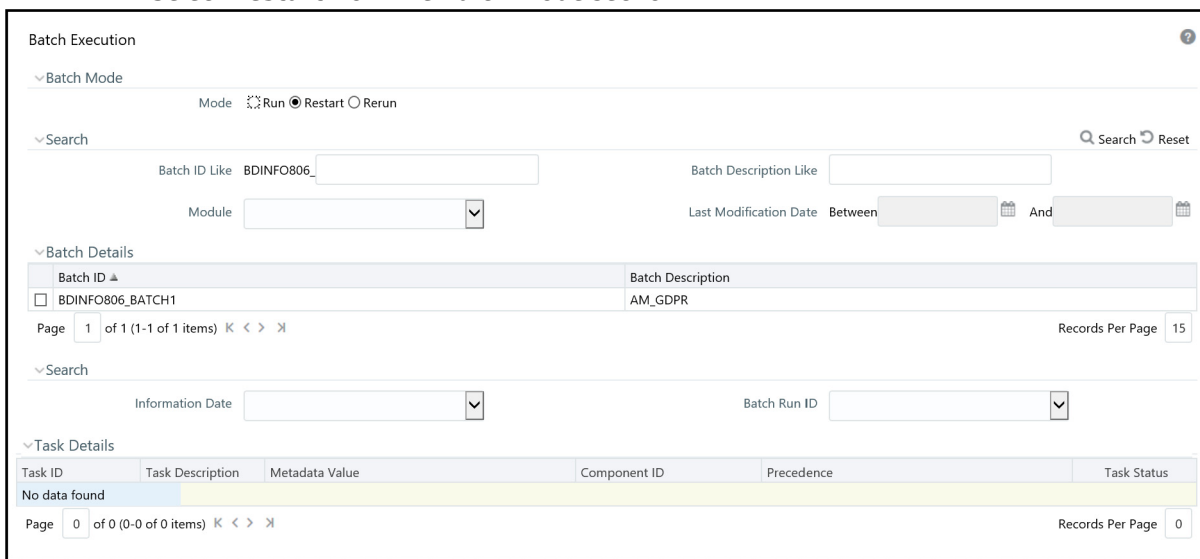 Batch Execution
Batch Mode
Mode Run Restart Rerun
Search Search Reset
Batch ID Like BDINFO806_ Batch Description Like
Module Last Modification Date Between And
Batch Details
Batch ID Batch Description
BDINFO806_BATCH1 AM_GDPR
Page 1 of 1 (1-1 of 1 items) Records Per Page 15
Search
Information Date Batch Run ID
Task Details
Task ID Task Description Metadata Value Component ID Precedence Task Status
No data found
Page 0 of 0 (0-0 of 0 items) Records Per Page 0